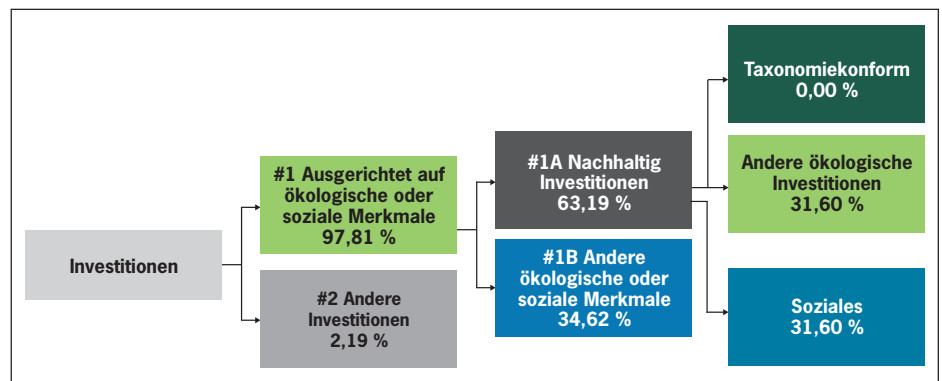 Investitionen
#1 Ausgerichtet auf
ökologische oder
soziale Merkmale
97,81 %
#2 Andere
Investitionen
2,19 %
#1A Nachhaltig
Investitionen
63,19 %
#1B Andere
ökologische oder
soziale Merkmale
34,62 %
Taxonomiekonform
0,00 %
Andere ökologische
Investitionen
31,60 %
Soziales
31,60 %